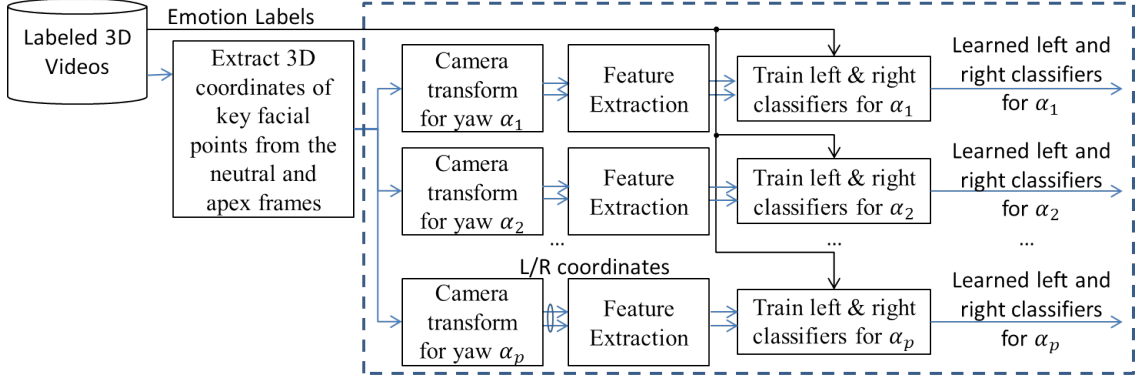 Labeled 3D
Videos
Emotion Labels
Extract 3D
coordinates of
key facial
points from the
neutral and
apex frames
Camera
transform
for yaw α₁
Feature
Extraction
Train left & right
classifiers for α₁
Learned left and
right classifiers
for α₁
Camera
transform
for yaw α₂
Feature
Extraction
Train left & right
classifiers for α₂
Learned left and
right classifiers
for α₂
...
...
...
L/R coordinates
Camera
transform
for yaw αₚ
Feature
Extraction
Train left & right
classifiers for αₚ
Learned left and
right classifiers
for αₚ